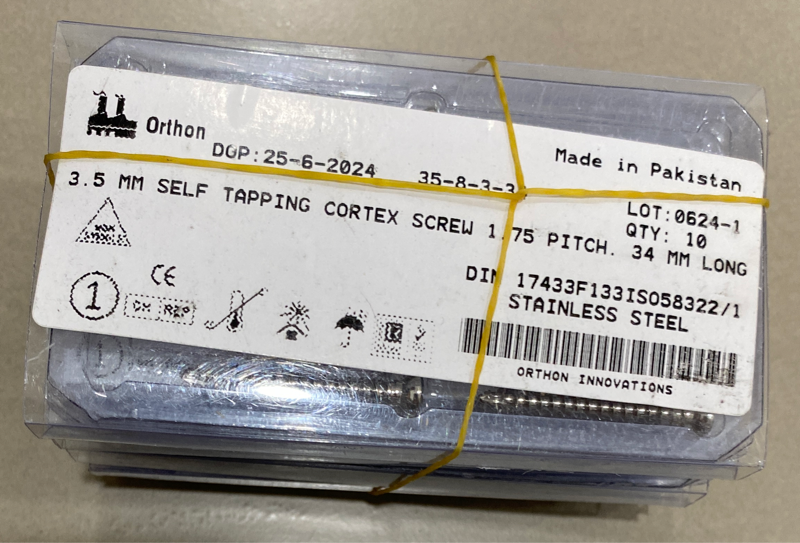 Orthon
DOP:25-6-2024
35-8-3-3
Made in Pakistan
LOT:0624-1
QTY: 10
3.5 MM SELF TAPPING CORTEX SCREW 1.75 PITCH. 34 MM LONG
DIN 17433F133ISO58322/1
STAINLESS STEEL
CE
1
ORTHON INNOVATIONS